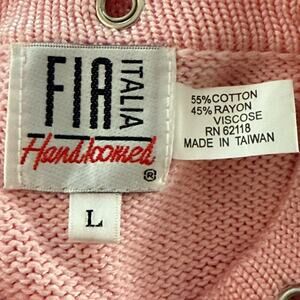 FIA ITALIA
Handloomed
®
L
55%COTTON
45%RAYON
VISCOSE
RN 62118
MADE IN TAIWAN